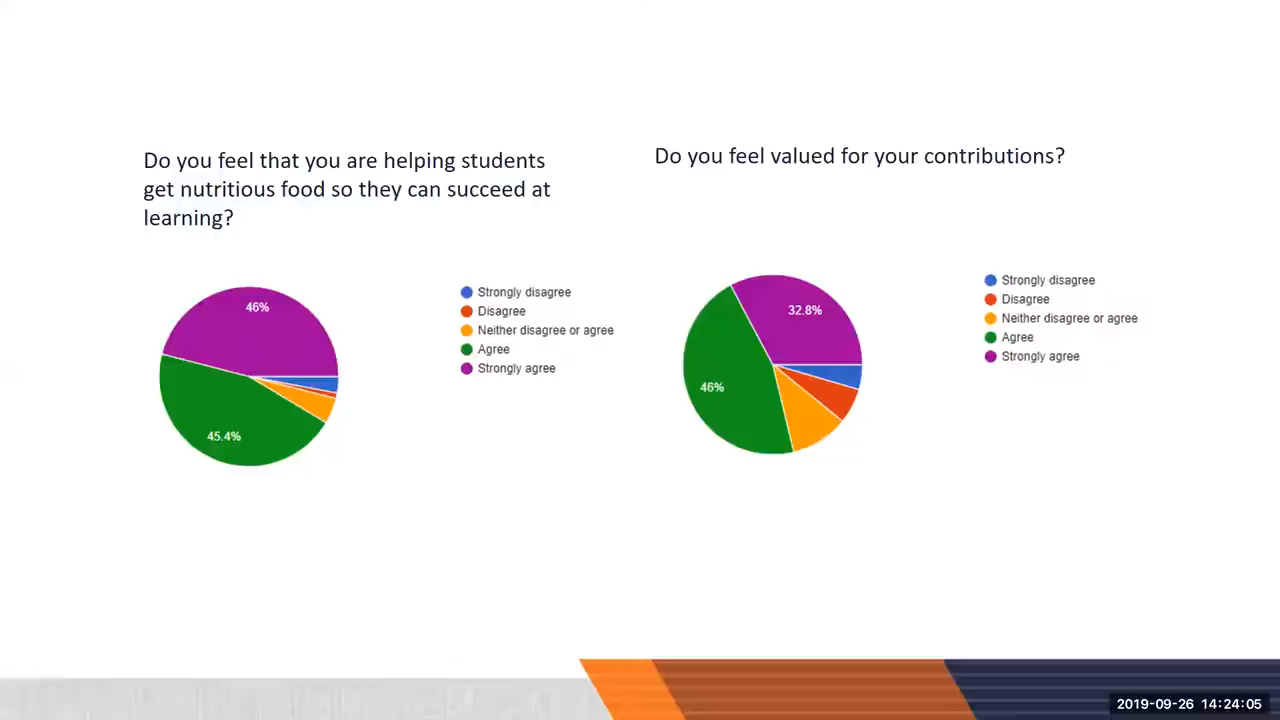 Do you feel that you are helping students
get nutritious food so they can succeed at
learning?
46%
45.4%
Strongly disagree
Disagree
Neither disagree or agree
Agree
Strongly agree
Do you feel valued for your contributions?
32.8%
46%
Strongly disagree
Disagree
Neither disagree or agree
Agree
Strongly agree
2019-09-26 14:24:05